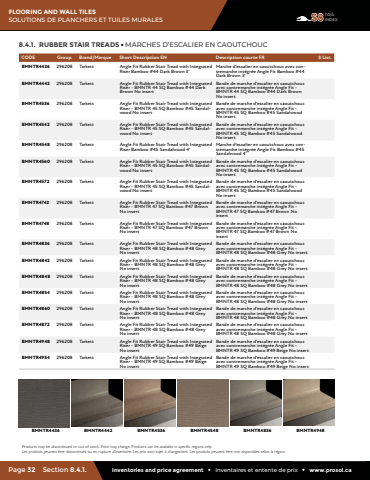 FLOORING AND WALL TILES
SOLUTIONS DE PLANCHERS ET TUILES MURALES
8.4.1. RUBBER STAIR TREADS • MARCHES D'ESCALIER EN CAOUTCHOUC
CODE Group. Brand/Marque Short Description EN Description courte FR $ List.
BMNTR4436 296208 Tarkett Angle Fit Rubber Stair Tread with Integrated Marche d'escalier en caoutchouc avec con-
Riser Bamboo #44 Dark Brown 3' tremarche intégrée Angle Fit Bamboo #44
Dark Brown 3'
BMNTR4442 296208 Tarkett Angle Fit Rubber Stair Tread with Integrated Bande de marche d'escalier en caoutchouc
Riser - BMNTR 44 SQ Bamboo #44 Dark avec contremarche intégrée Angle Fit -
Brown No insert BMNTR 44 SQ Bamboo #44 Dark Brown
No insert
BMNTR4536 296208 Tarkett Angle Fit Rubber Stair Tread with Integrated Bande de marche d'escalier en caoutchouc
Riser - BMNTR 45 SQ Bamboo #45 Sandal- avec contremarche intégrée Angle Fit -
wood No insert BMNTR 45 SQ Bamboo #45 Sandalwood
No insert
BMNTR4542 296208 Tarkett Angle Fit Rubber Stair Tread with Integrated Bande de marche d'escalier en caoutchouc
Riser - BMNTR 45 SQ Bamboo #45 Sandal- avec contremarche intégrée Angle Fit -
wood No insert BMNTR 45 SQ Bamboo #45 Sandalwood
No insert
BMNTR4548 296208 Tarkett Angle Fit Rubber Stair Tread with Integrated Marche d'escalier en caoutchouc avec con-
Riser Bamboo #45 Sandalwood 4' tremarche intégrée Angle Fit Bamboo #45
Sandalwood 4'
BMNTR4560 296208 Tarkett Angle Fit Rubber Stair Tread with Integrated Bande de marche d'escalier en caoutchouc
Riser - BMNTR 45 SQ Bamboo #45 Sandal- avec contremarche intégrée Angle Fit -
wood No insert BMNTR 45 SQ Bamboo #45 Sandalwood
No insert
BMNTR4572 296208 Tarkett Angle Fit Rubber Stair Tread with Integrated Bande de marche d'escalier en caoutchouc
Riser - BMNTR 45 SQ Bamboo #45 Sandal- avec contremarche intégrée Angle Fit -
wood No insert BMNTR 45 SQ Bamboo #45 Sandalwood
No insert
BMNTR4742 296208 Tarkett Angle Fit Rubber Stair Tread with Integrated Bande de marche d'escalier en caoutchouc
Riser - BMNTR 47 SQ Bamboo #47 Brown avec contremarche intégrée Angle Fit -
No insert BMNTR 47 SQ Bamboo #47 Brown No
insert
BMNTR4748 296208 Tarkett Angle Fit Rubber Stair Tread with Integrated Bande de marche d'escalier en caoutchouc
Riser - BMNTR 47 SQ Bamboo #47 Brown avec contremarche intégrée Angle Fit -
No insert BMNTR 47 SQ Bamboo #47 Brown No
insert
BMNTR4836 296208 Tarkett Angle Fit Rubber Stair Tread with Integrated Bande de marche d'escalier en caoutchouc
Riser - BMNTR 48 SQ Bamboo #48 Grey avec contremarche intégrée Angle Fit -
No insert BMNTR 48 SQ Bamboo #48 Grey No insert
BMNTR4842 296208 Tarkett Angle Fit Rubber Stair Tread with Integrated Bande de marche d'escalier en caoutchouc
Riser - BMNTR 48 SQ Bamboo #48 Grey avec contremarche intégrée Angle Fit -
No insert BMNTR 48 SQ Bamboo #48 Grey No insert
BMNTR4848 296208 Tarkett Angle Fit Rubber Stair Tread with Integrated Bande de marche d'escalier en caoutchouc
Riser - BMNTR 48 SQ Bamboo #48 Grey avec contremarche intégrée Angle Fit -
No insert BMNTR 48 SQ Bamboo #48 Grey No insert
BMNTR4854 296208 Tarkett Angle Fit Rubber Stair Tread with Integrated Bande de marche d'escalier en caoutchouc
Riser - BMNTR 48 SQ Bamboo #48 Grey avec contremarche intégrée Angle Fit -
No insert BMNTR 48 SQ Bamboo #48 Grey No insert
BMNTR4860 296208 Tarkett Angle Fit Rubber Stair Tread with Integrated Bande de marche d'escalier en caoutchouc
Riser - BMNTR 48 SQ Bamboo #48 Grey avec contremarche intégrée Angle Fit -
No insert BMNTR 48 SQ Bamboo #48 Grey No insert
BMNTR4872 296208 Tarkett Angle Fit Rubber Stair Tread with Integrated Bande de marche d'escalier en caoutchouc
Riser - BMNTR 48 SQ Bamboo #48 Grey avec contremarche intégrée Angle Fit -
No insert BMNTR 48 SQ Bamboo #48 Grey No insert
BMNTR4948 296208 Tarkett Angle Fit Rubber Stair Tread with Integrated Bande de marche d'escalier en caoutchouc
Riser - BMNTR 49 SQ Bamboo #49 Beige avec contremarche intégrée Angle Fit -
No insert BMNTR 49 SQ Bamboo #49 Beige No insert
BMNTR4954 296208 Tarkett Angle Fit Rubber Stair Tread with Integrated Bande de marche d'escalier en caoutchouc
Riser - BMNTR 49 SQ Bamboo #49 Beige avec contremarche intégrée Angle Fit -
No insert BMNTR 49 SQ Bamboo #49 Beige No insert
BMNTR4436 BMNTR4442 BMNTR4536 BMNTR4548 BMNTR4836 BMNTR4948
Products may be discontinued or out of stock. Price may change. Products can be available in specific regions only.
Les produits peuvent être discontinués ou en rupture d'inventaire. Les prix sont sujet à changement. Les produits peuvent être non disponibles selon la région.
Page 32 Section 8.4.1. Inventories and price agreement • Inventaires et entente de prix • www.prosol.ca